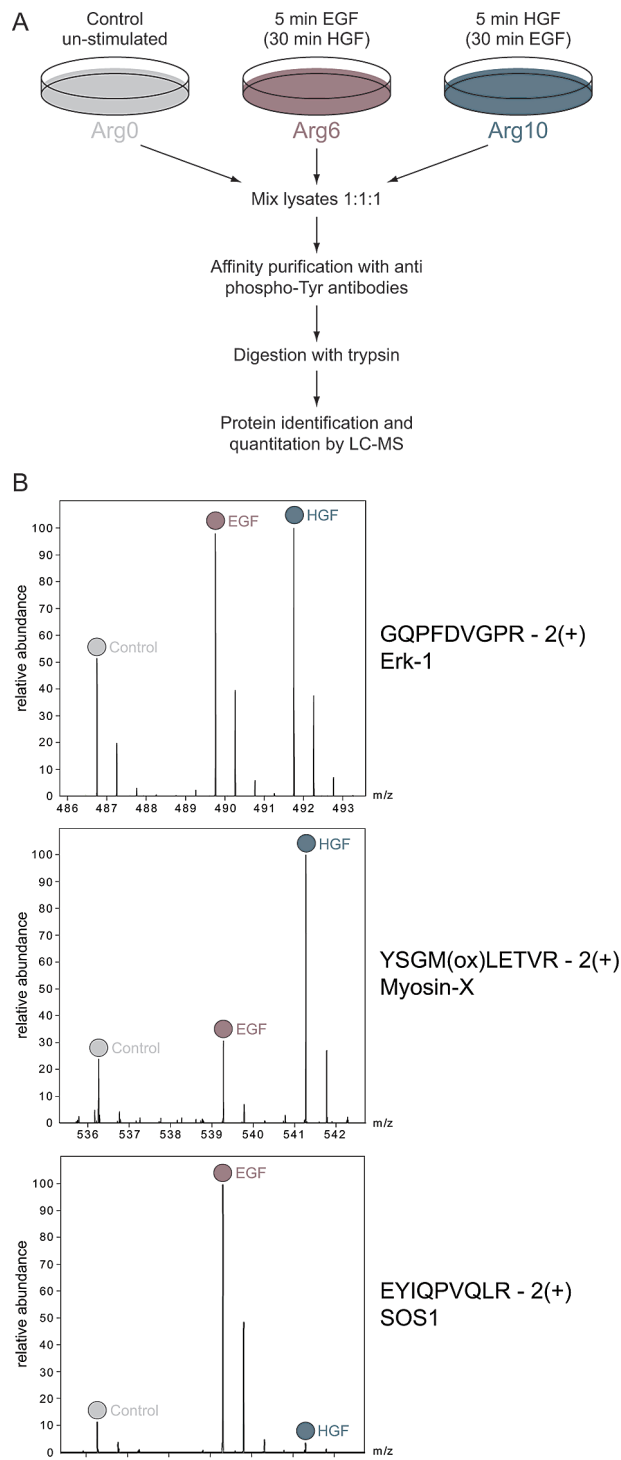 A
Control
un-stimulated
5 min EGF
(30 min HGF)
5 min HGF
(30 min EGF)
Arg0
Arg6
Arg10
Mix lysates 1:1:1
Affinity purification with anti
phospho-Tyr antibodies
Digestion with trypsin
Protein identification and
quantitation by LC-MS
B
relative abundance
100
90
80
70
60
50
40
30
20
10
0
Control
EGF
HGF
486 487 488 489 490 491 492 493
m/z
GQPFDVGPR - 2(+)
Erk-1
relative abundance
100
90
80
70
60
50
40
30
20
10
0
Control
EGF
HGF
536 537 538 539 540 541 542
m/z
YSGM(ox)LETVR - 2(+)
Myosin-X
relative abundance
100
90
80
70
60
50
40
30
20
10
0
Control
EGF
HGF
m/z
EYIQPVQLR - 2(+)
SOS1